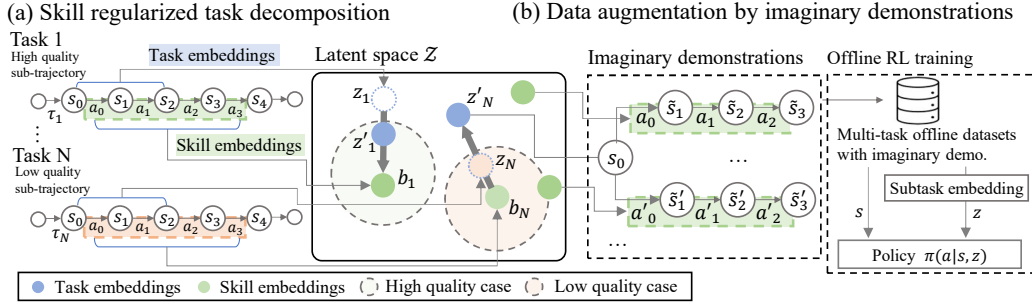 (a) Skill regularized task decomposition
(b) Data augmentation by imaginary demonstrations
Task 1
High quality
sub-trajectory
Task embeddings
τ₁
s₀ s₁ s₂ s₃ s₄
a₀ a₁ a₂ a₃
Skill embeddings
⋮
Task N
Low quality
sub-trajectory
τ_N
s₀ s₁ s₂ s₃ s₄
a₀ a₁ a₂ a₃
Latent space 𝒵
z₁
z'₁
b₁
z'_N
z_N
b_N
Imaginary demonstrations
s₀
a₀ s̃₁ a₁ s̃₂ a₂ s̃₃
...
a'₀ s̃'₁ a'₁ s̃'₂ a'₂ s̃'₃
...
Offline RL training
Multi-task offline datasets
with imaginary demo.
Subtask embedding
s
z
Policy π(a|s, z)
Task embeddings
Skill embeddings
High quality case
Low quality case